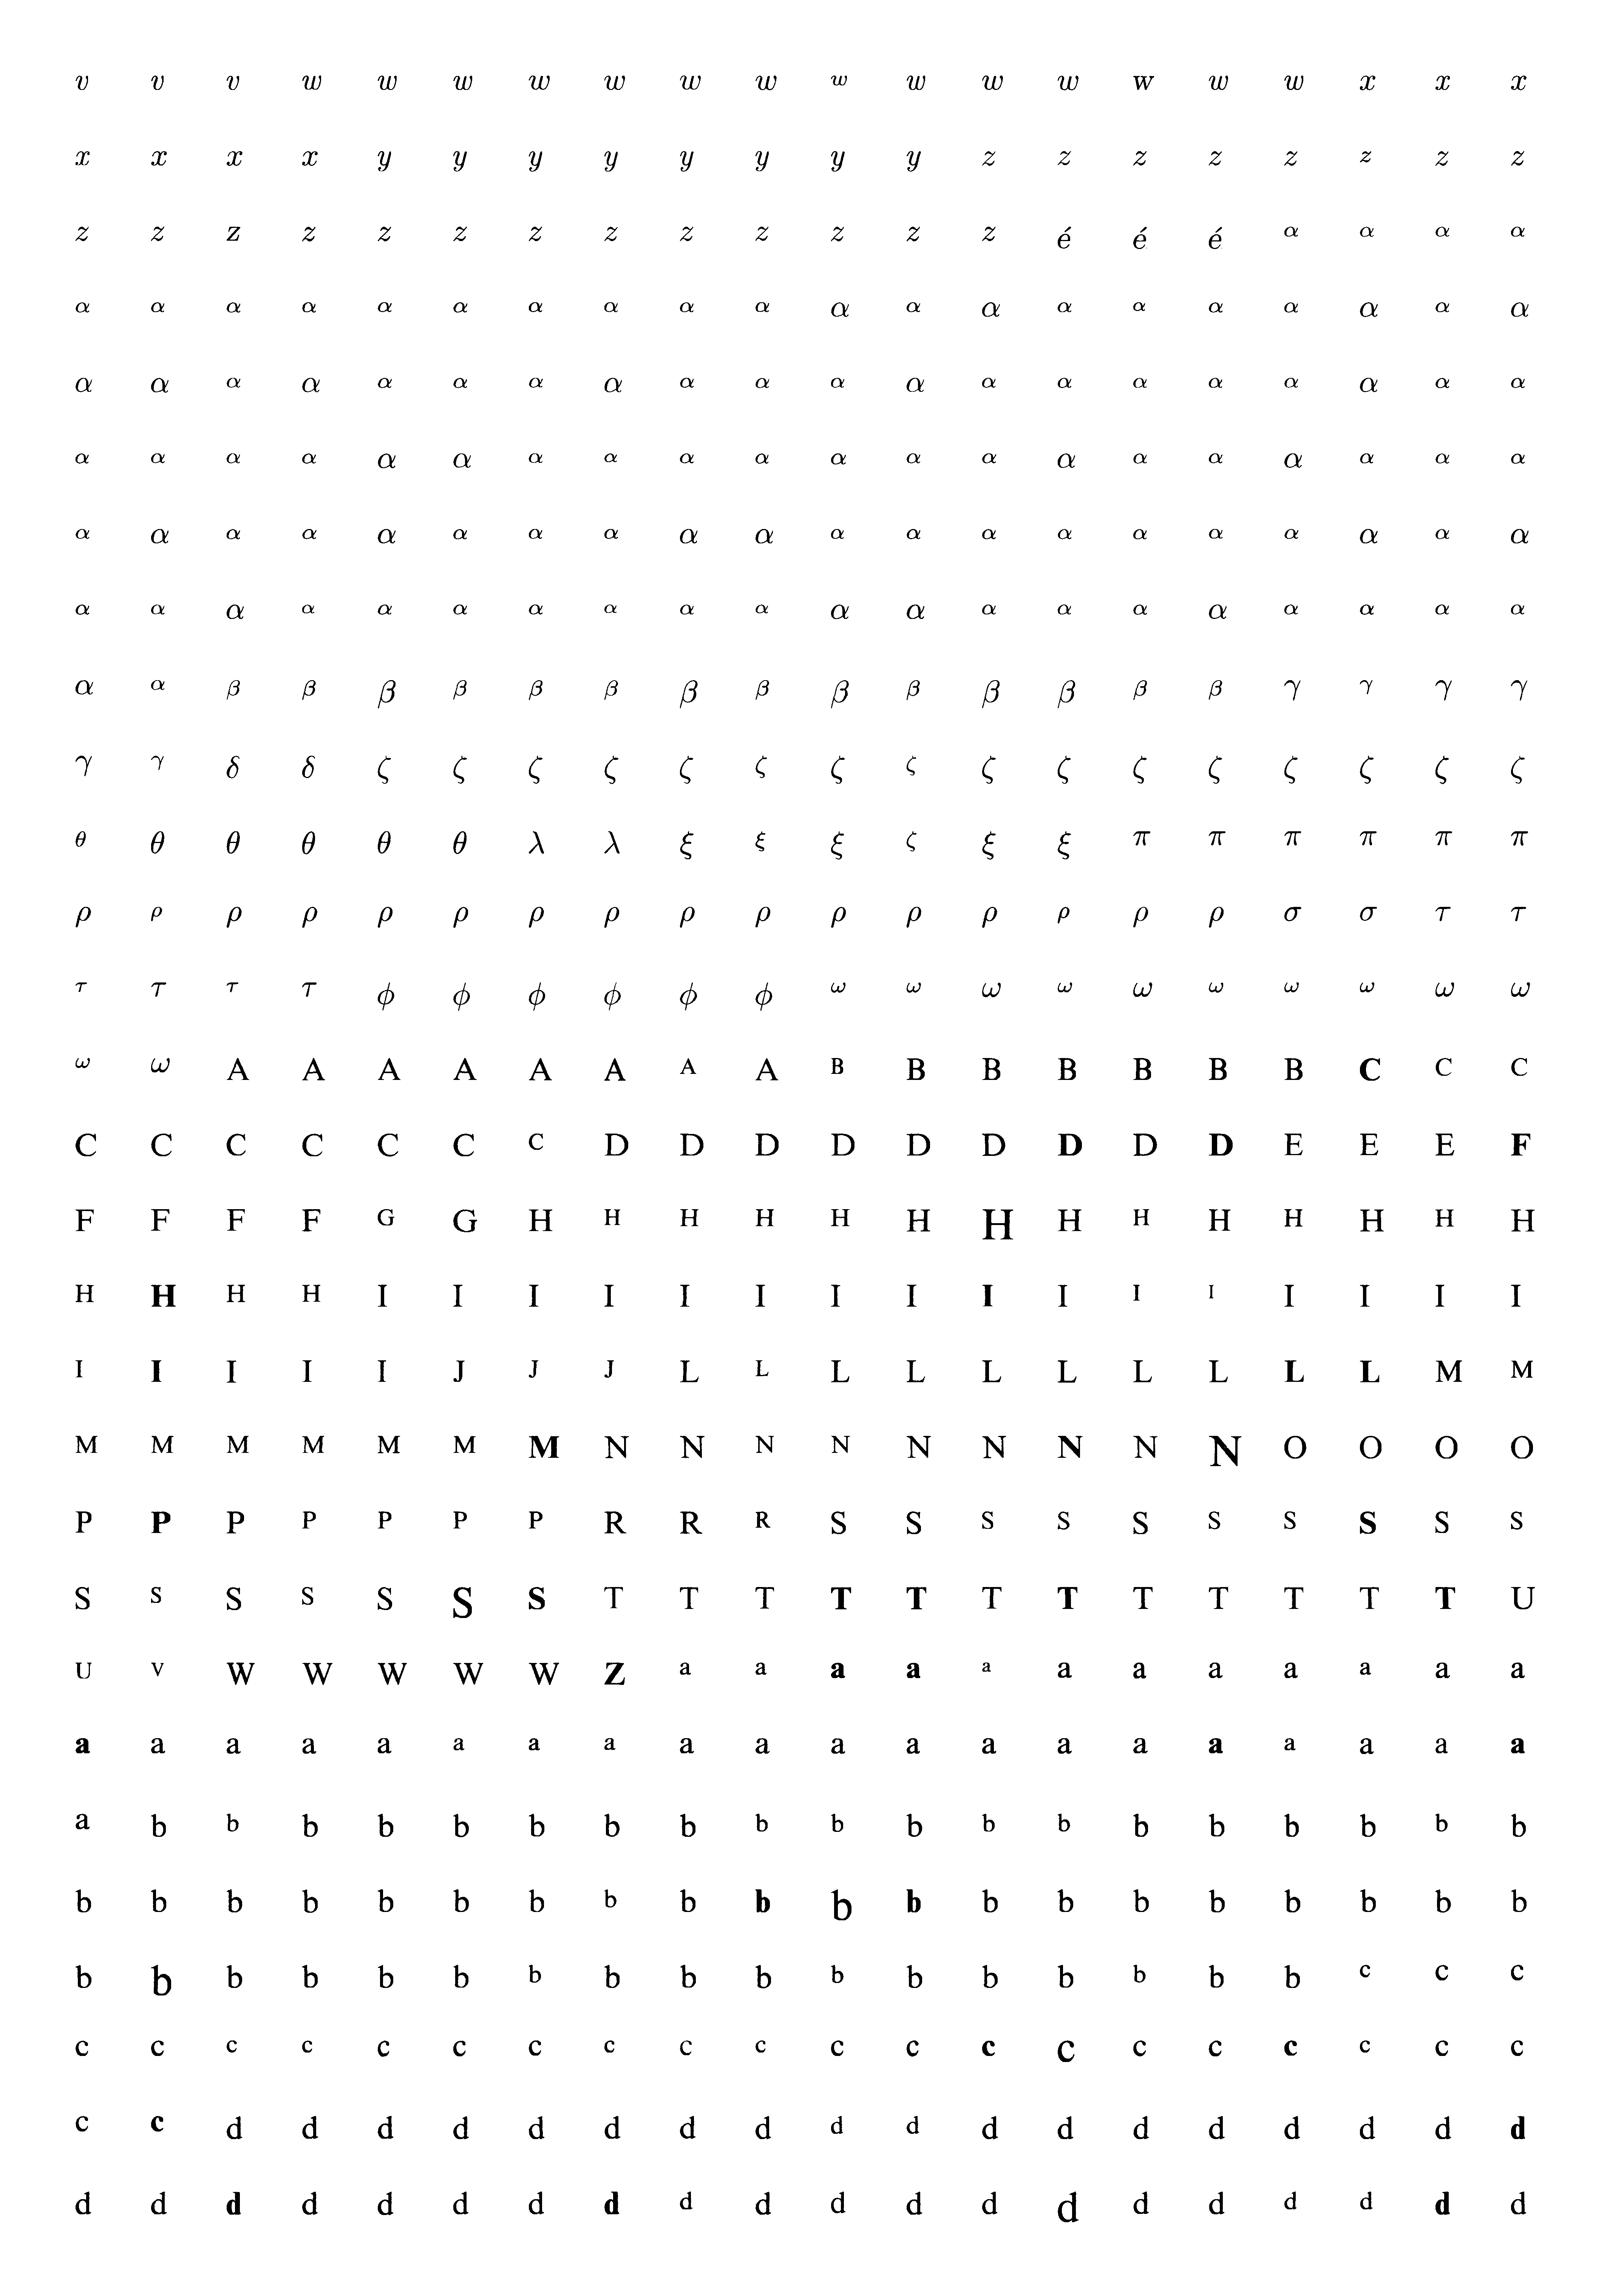 v v v w w w w w w w w w w w w w w x x x
x x x x y y y y y y y y z z z z z z z z
z z z z z z z z z z z z z é é é α α α α
α α α α α α α α α α α α α α α α α α α α
α α α α α α α α α α α α α α α α α α α α
α α α α α α α α α α α α α α α α α α α α
α α α α α α α α α α α α α α α α α α α α
α α α α α α α α α α α α α α α α α α α α
α α β β β β β β β β β β β β β β γ γ γ γ
γ γ δ δ ζ ζ ζ ζ ζ ζ ζ ζ ζ ζ ζ ζ ζ ζ ζ ζ
θ θ θ θ θ θ λ λ ξ ξ ξ ζ ξ ξ π π π π π π
ρ ρ ρ ρ ρ ρ ρ ρ ρ ρ ρ ρ ρ ρ ρ ρ σ σ τ τ
τ τ τ τ ϕ ϕ ϕ ϕ ϕ ϕ ω ω ω ω ω ω ω ω ω ω
ω ω A A A A A A A A B B B B B B B C C C
C C C C C C C D D D D D D D D D E E E F
F F F F G G H H H H H H H H H H H H H H
H H H H I I I I I I I I I I I I I I I I
I I I I I J J J L L L L L L L L L L M M
M M M M M M M N N N N N N N N N O O O O
P P P P P P P R R R S S S S S S S S S S
S S S S S S S T T T T T T T T T T T T U
U V W W W W W Z a a a a a a a a a a a a
a a a a a a a a a a a a a a a a a a a a
a b b b b b b b b b b b b b b b b b b b
b b b b b b b b b b b b b b b b b b b b
b b b b b b b b b b b b b b b b b c c c
c c c c c c c c c c c c c c c c c c c c
c c d d d d d d d d d d d d d d d d d d
d d d d d d d d d d d d d d d d d d d d